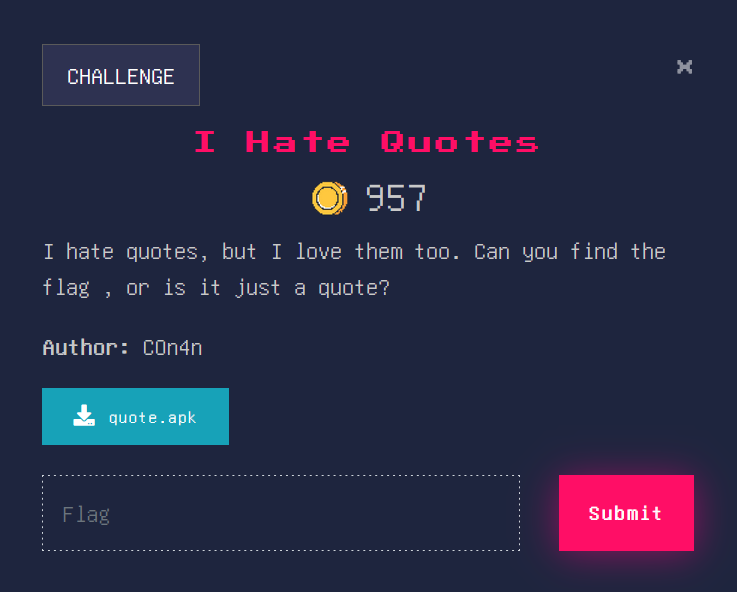 CHALLENGE
×
I Hate Quotes
957
I hate quotes, but I love them too. Can you find the
flag , or is it just a quote?
Author: C0n4n
quote.apk
Flag
Submit